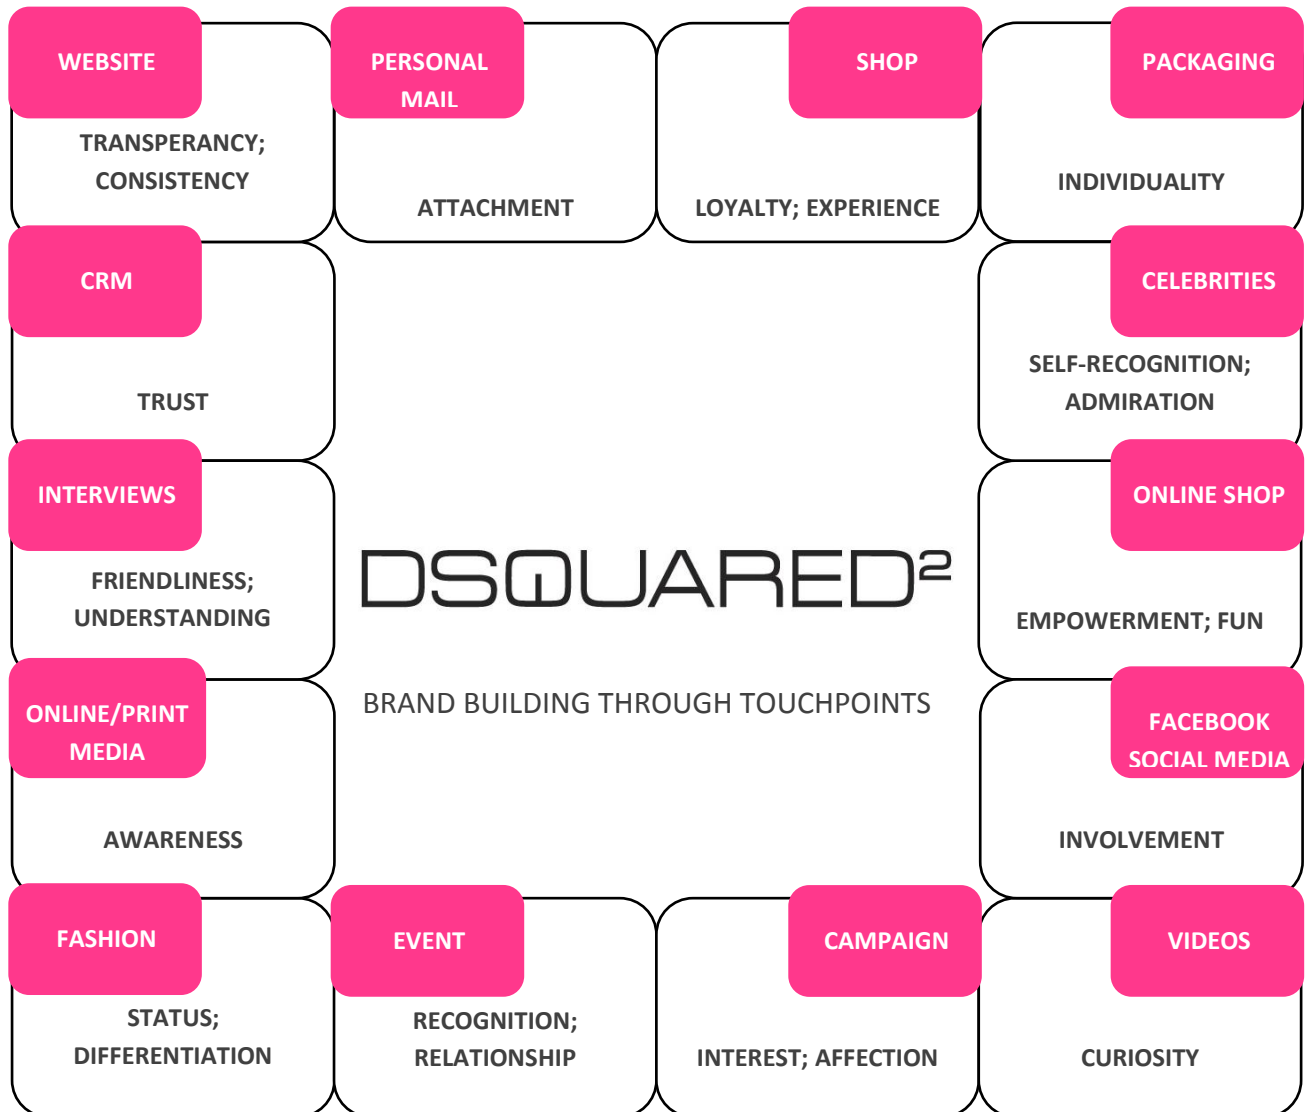 WEBSITE
TRANSPERANCY;
CONSISTENCY
PERSONAL
MAIL
ATTACHMENT
SHOP
LOYALTY; EXPERIENCE
PACKAGING
INDIVIDUALITY
CRM
TRUST
CELEBRITIES
SELF-RECOGNITION;
ADMIRATION
INTERVIEWS
FRIENDLINESS;
UNDERSTANDING
DSQUARED²
BRAND BUILDING THROUGH TOUCHPOINTS
ONLINE SHOP
EMPOWERMENT; FUN
ONLINE/PRINT
MEDIA
AWARENESS
FACEBOOK
SOCIAL MEDIA
INVOLVEMENT
FASHION
STATUS;
DIFFERENTIATION
EVENT
RECOGNITION;
RELATIONSHIP
CAMPAIGN
INTEREST; AFFECTION
VIDEOS
CURIOSITY